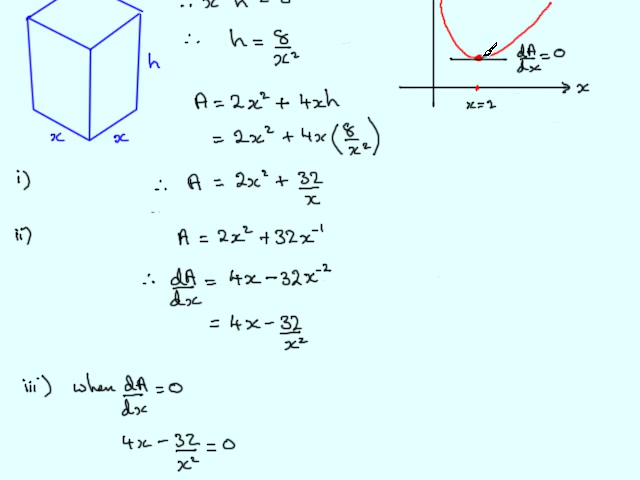 ∴ h = 8/x²
h
dA/dx = 0
x
x = 2
A = 2x² + 4xh
x x
= 2x² + 4x(8/x²)
i) ∴ A = 2x² + 32/x
ii) A = 2x² + 32x⁻¹
∴ dA/dx = 4x − 32x⁻²
= 4x − 32/x²
iii) when dA/dx = 0
4x − 32/x² = 0